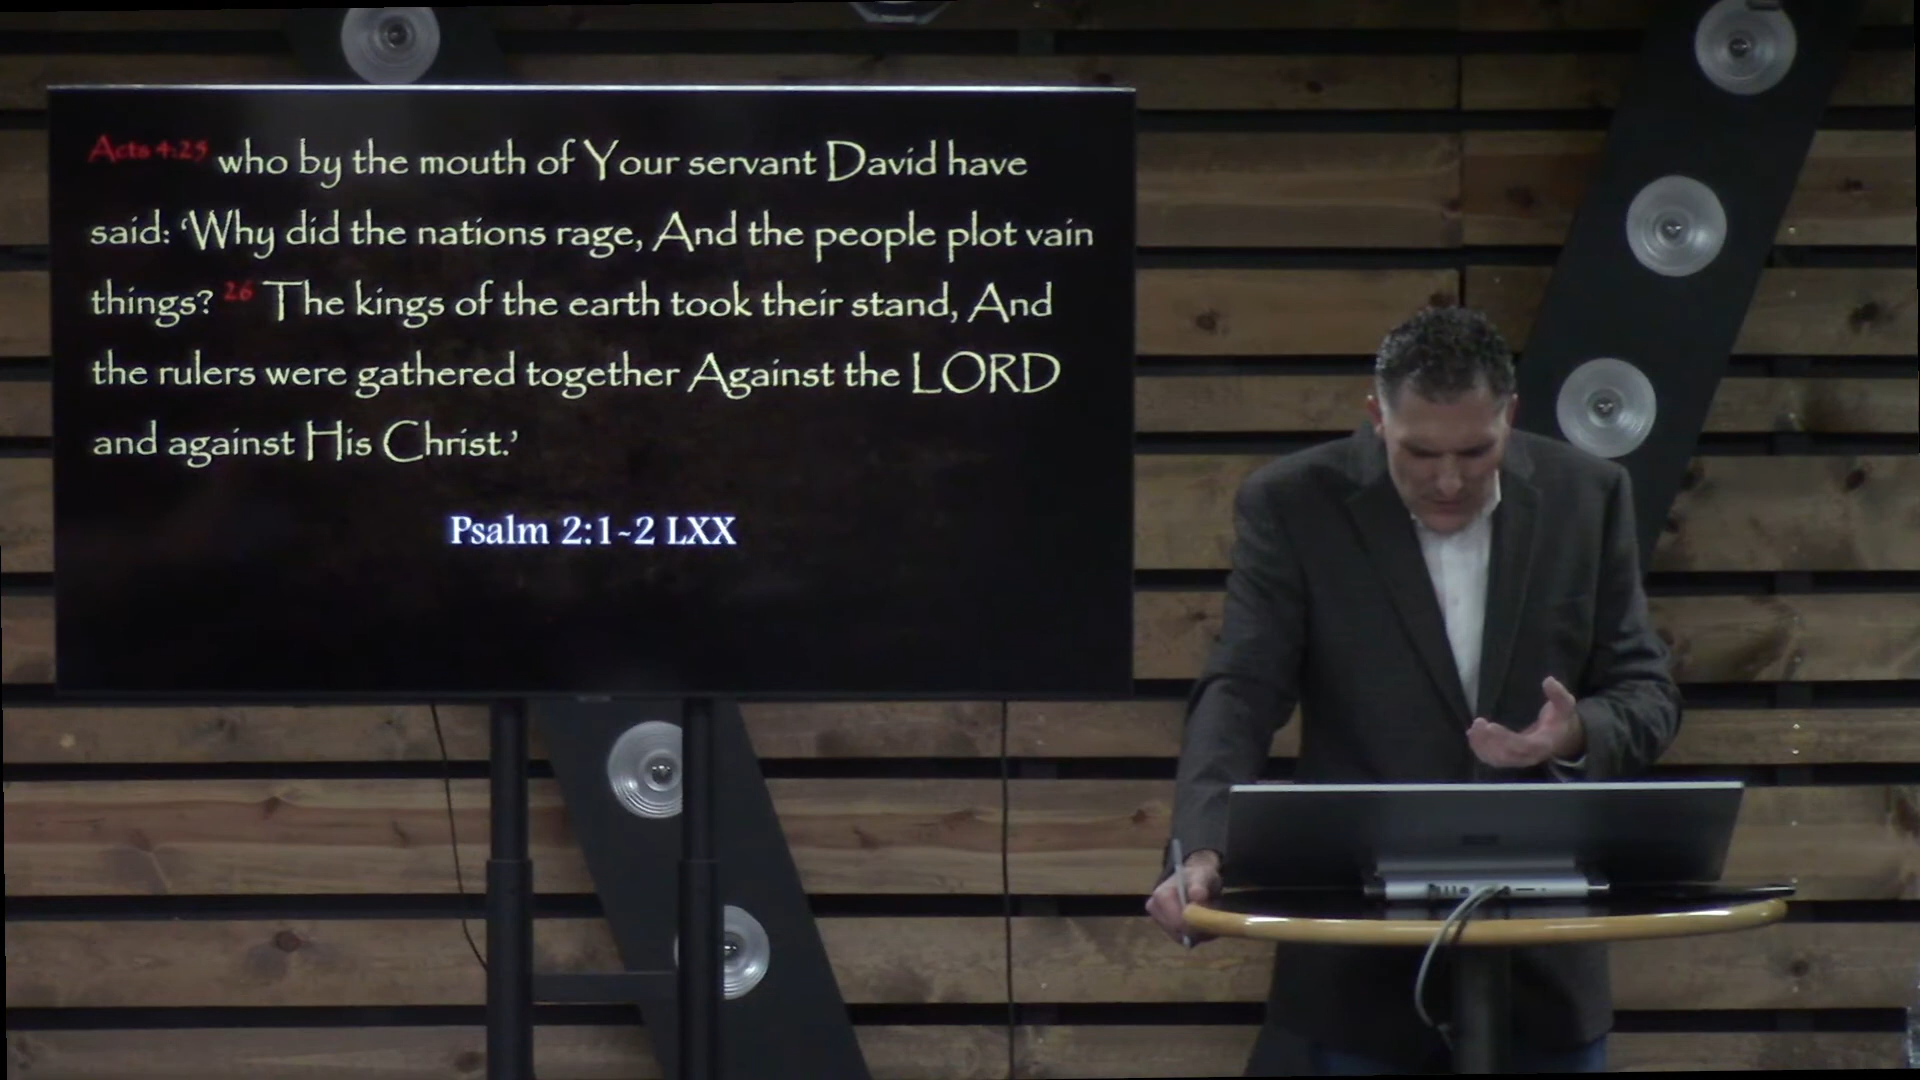 Acts 4:25 who by the mouth of Your servant David have
said: ‘Why did the nations rage, And the people plot vain
things? 26 The kings of the earth took their stand, And
the rulers were gathered together Against the LORD
and against His Christ.’
Psalm 2:1-2 LXX